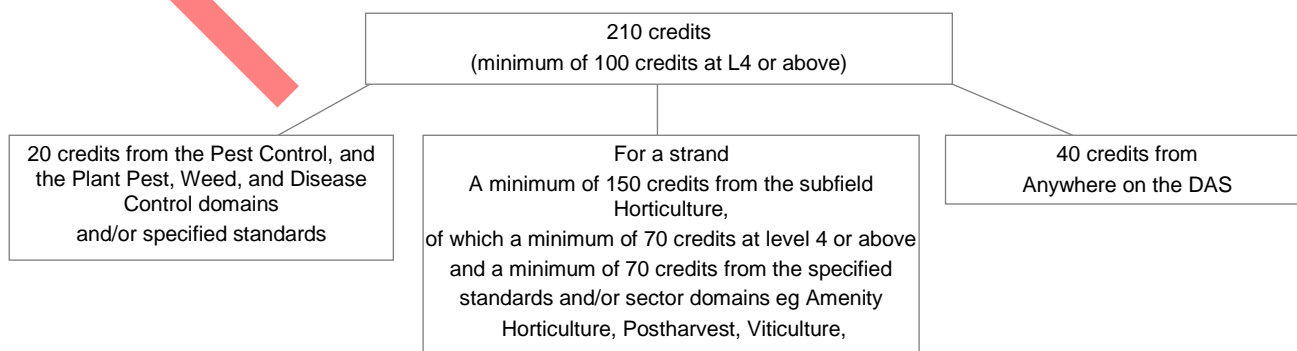 210 credits
(minimum of 100 credits at L4 or above)
20 credits from the Pest Control, and
the Plant Pest, Weed, and Disease
Control domains
and/or specified standards
For a strand
A minimum of 150 credits from the subfield
Horticulture,
of which a minimum of 70 credits at level 4 or above
and a minimum of 70 credits from the specified
standards and/or sector domains eg Amenity
Horticulture, Postharvest, Viticulture,
40 credits from
Anywhere on the DAS